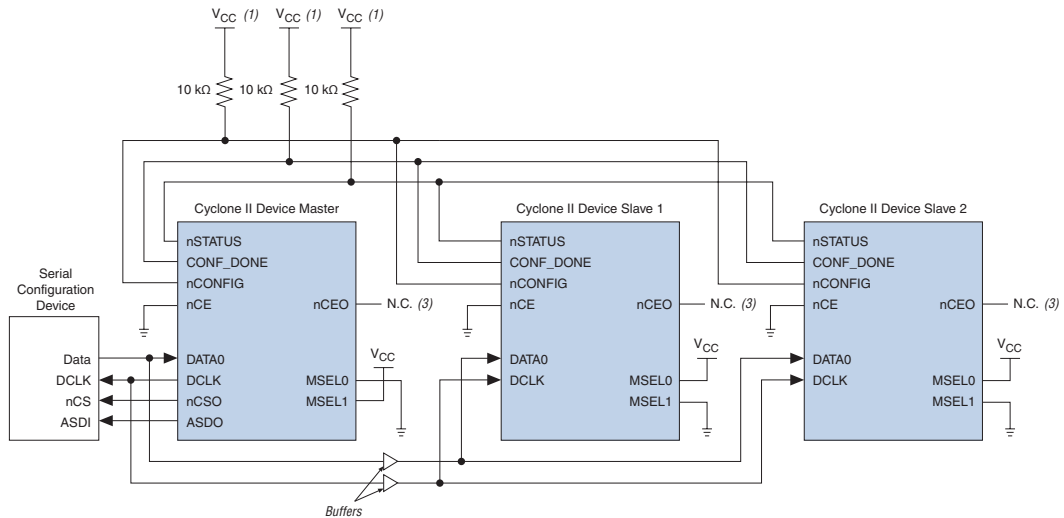 VCC (1) VCC (1) VCC (1)
10 kΩ 10 kΩ 10 kΩ
Cyclone II Device Master
nSTATUS
CONF_DONE
nCONFIG
nCE
nCEO
N.C. (3)
DATA0
DCLK
nCSO
ASDO
MSEL0
MSEL1
VCC
Serial
Configuration
Device
Data
DCLK
nCS
ASDI
Cyclone II Device Slave 1
nSTATUS
CONF_DONE
nCONFIG
nCE
nCEO
N.C. (3)
DATA0
DCLK
MSEL0
MSEL1
VCC
Cyclone II Device Slave 2
nSTATUS
CONF_DONE
nCONFIG
nCE
nCEO
N.C. (3)
DATA0
DCLK
MSEL0
MSEL1
VCC
Buffers